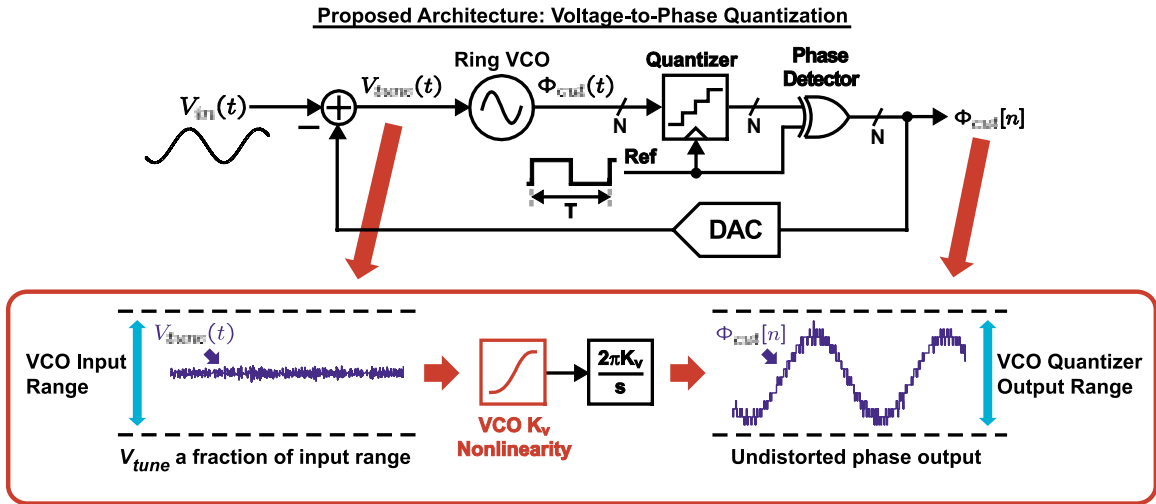 Proposed Architecture: Voltage-to-Phase Quantization
Ring VCO
Quantizer
Phase
Detector
V_in(t)
V_tune(t)
Φ_out(t)
Φ_out[n]
+
−
N
N
N
Ref
T
DAC
VCO Input
Range
V_tune(t)
2πK_v
s
Φ_out[n]
VCO Quantizer
Output Range
VCO K_v
Nonlinearity
V_tune a fraction of input range
Undistorted phase output